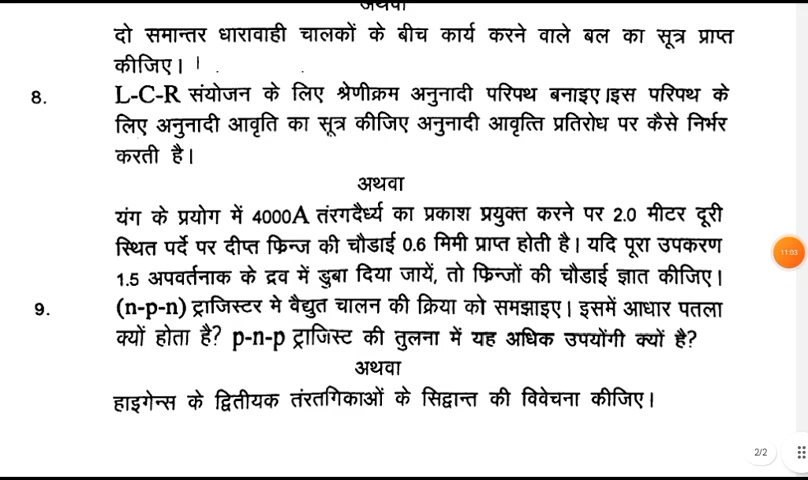 अथवा
दो समान्तर धारावाही चालकों के बीच कार्य करने वाले बल का सूत्र प्राप्त
कीजिए।
8. L-C-R संयोजन के लिए श्रेणीक्रम अनुनादी परिपथ बनाइए।इस परिपथ के
लिए अनुनादी आवृति का सूत्र कीजिए अनुनादी आवृत्ति प्रतिरोध पर कैसे निर्भर
करती है।
अथवा
यंग के प्रयोग में 4000A तंरगदैर्ध्य का प्रकाश प्रयुक्त करने पर 2.0 मीटर दूरी
स्थित पर्दे पर दीप्त फ्रिन्ज की चौडाई 0.6 मिमी प्राप्त होती है। यदि पूरा उपकरण
1.5 अपवर्तनाक के द्रव में डुबा दिया जायें, तो फ्रिन्जों की चौडाई ज्ञात कीजिए।
9. (n-p-n) ट्राजिस्टर मे वैद्युत चालन की क्रिया को समझाइए। इसमें आधार पतला
क्यों होता है? p-n-p ट्राजिस्ट की तुलना में यह अधिक उपयोंगी क्यों है?
अथवा
हाइगेन्स के द्वितीयक तंरतगिकाओं के सिद्वान्त की विवेचना कीजिए।
11:03
2/2